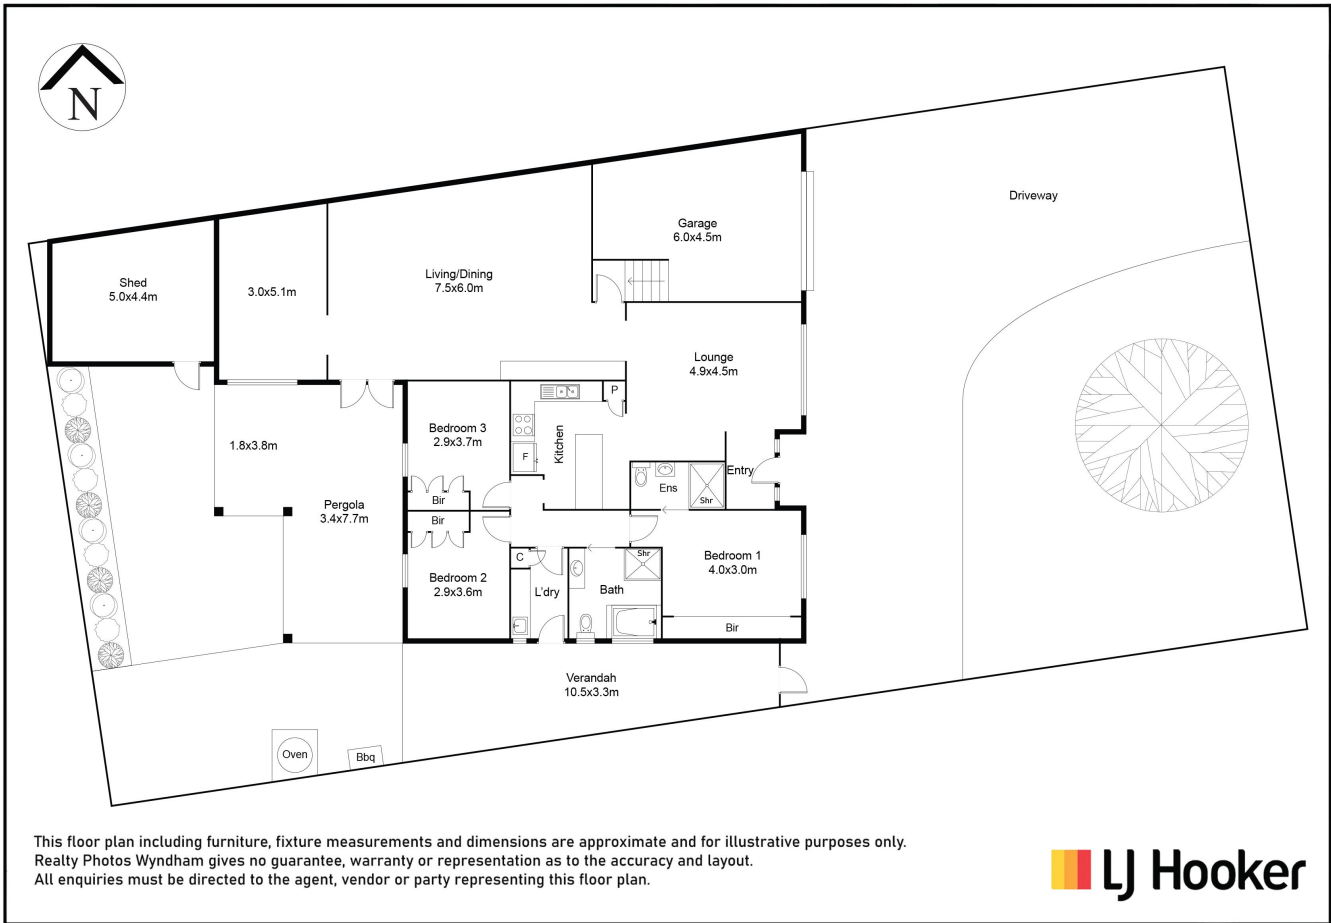 N
Driveway
Garage
6.0x4.5m
Shed
5.0x4.4m
3.0x5.1m
Living/Dining
7.5x6.0m
Lounge
4.9x4.5m
P
Bedroom 3
2.9x3.7m
Kitchen
F
1.8x3.8m
Entry
Ens
Shr
Bir
Pergola
3.4x7.7m
Bir
Bedroom 1
4.0x3.0m
Shr
C
Bedroom 2
2.9x3.6m
L'dry
Bath
Bir
Verandah
10.5x3.3m
Oven
Bbq
This floor plan including furniture, fixture measurements and dimensions are approximate and for illustrative purposes only.
Realty Photos Wyndham gives no guarantee, warranty or representation as to the accuracy and layout.
All enquiries must be directed to the agent, vendor or party representing this floor plan.
LJ Hooker